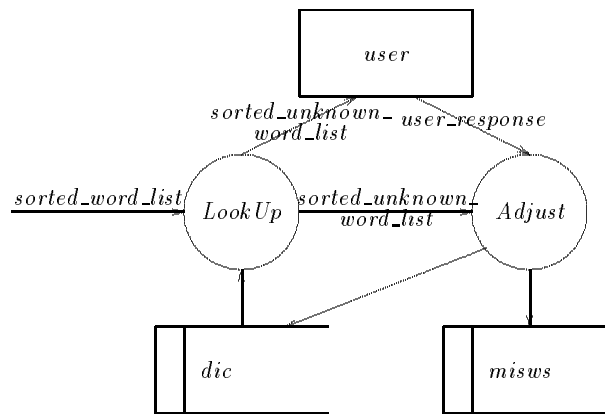 user
sorted_unknown_
word_list
user_response
sorted_word_list
LookUp
sorted_unknown_
word_list
Adjust
dic
misws